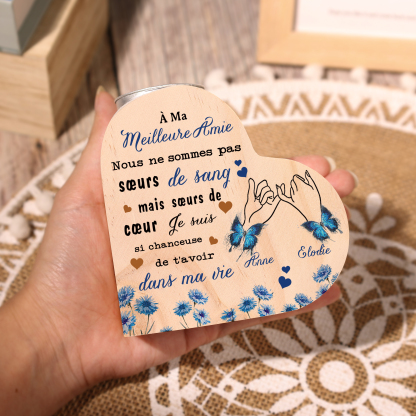 À Ma
Meilleure Amie
Nous ne sommes pas
sœurs de sang
mais sœurs de
cœur Je suis
si chanceuse
de t'avoir
dans ma vie
Anne
Elodie